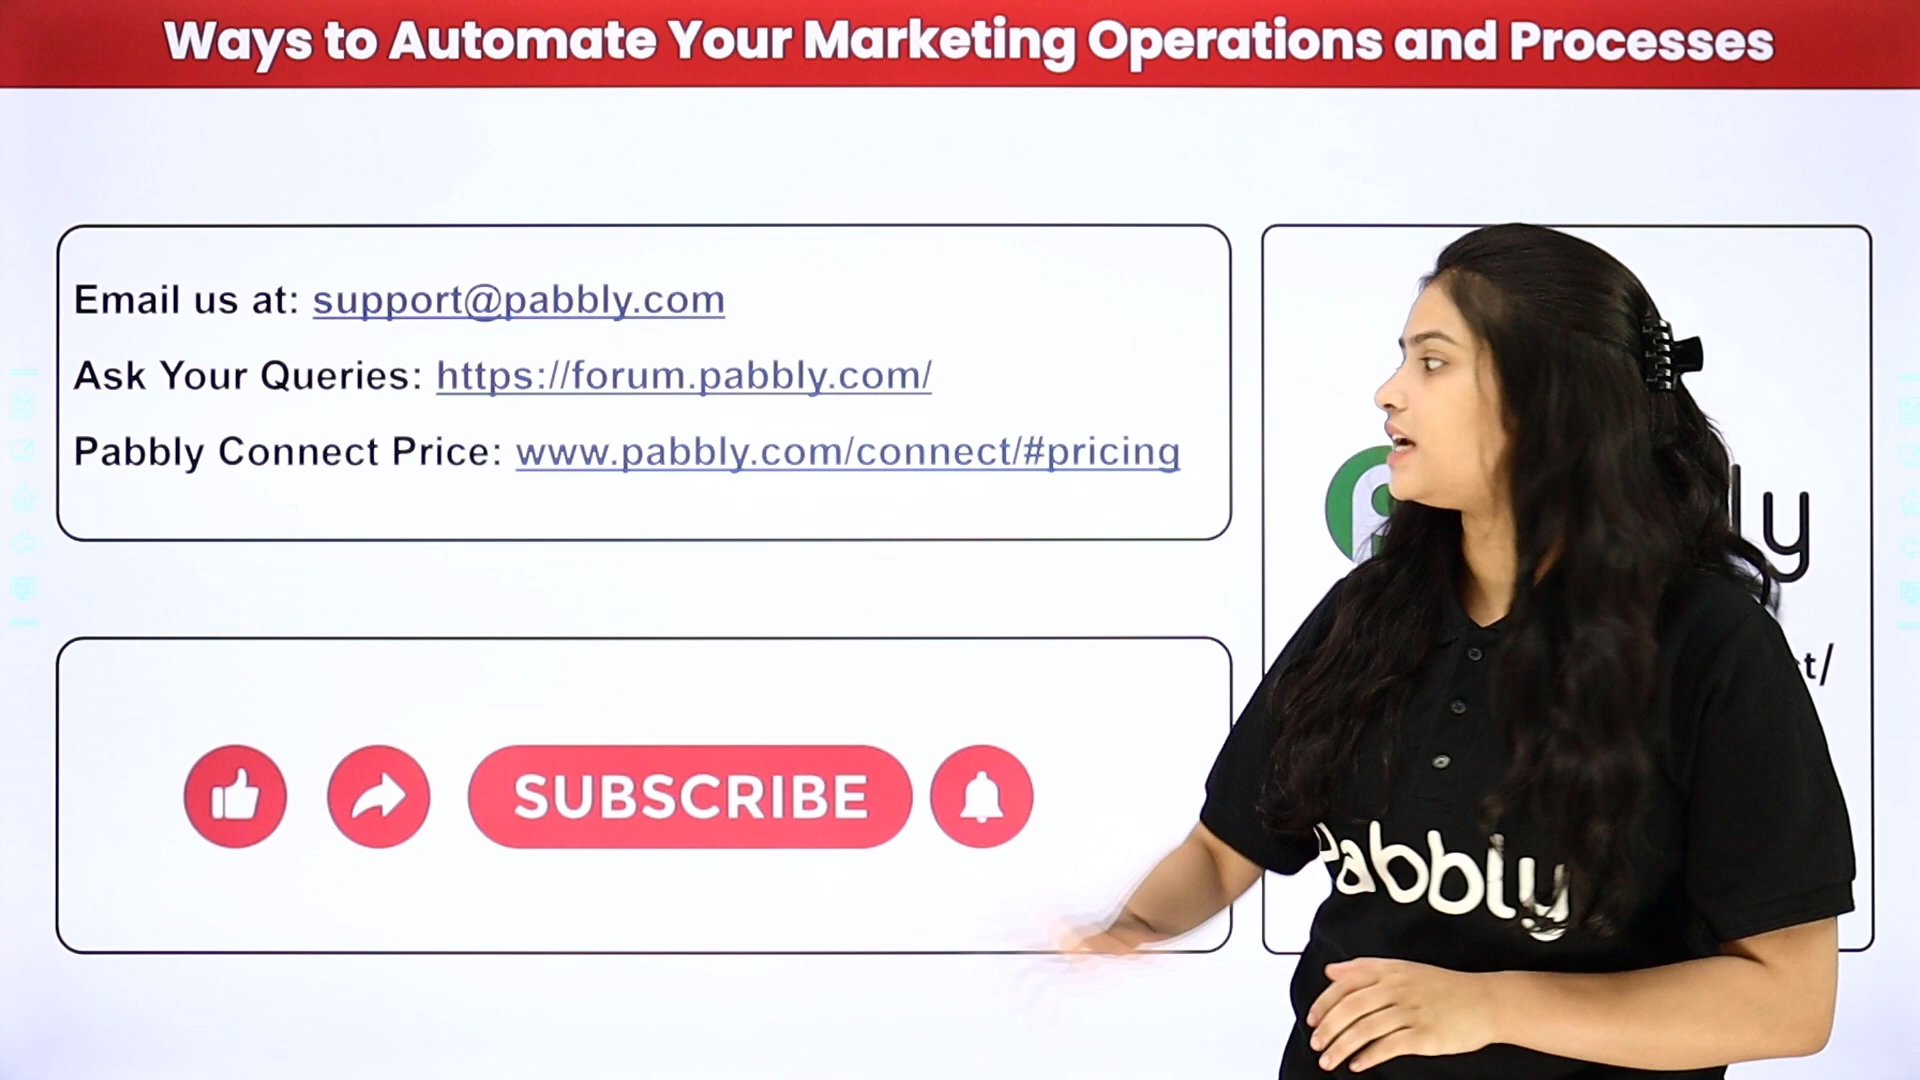 Ways to Automate Your Marketing Operations and Processes
Email us at: support@pabbly.com
Ask Your Queries: https://forum.pabbly.com/
Pabbly Connect Price: www.pabbly.com/connect/#pricing
SUBSCRIBE
ly
t/
Pabbly